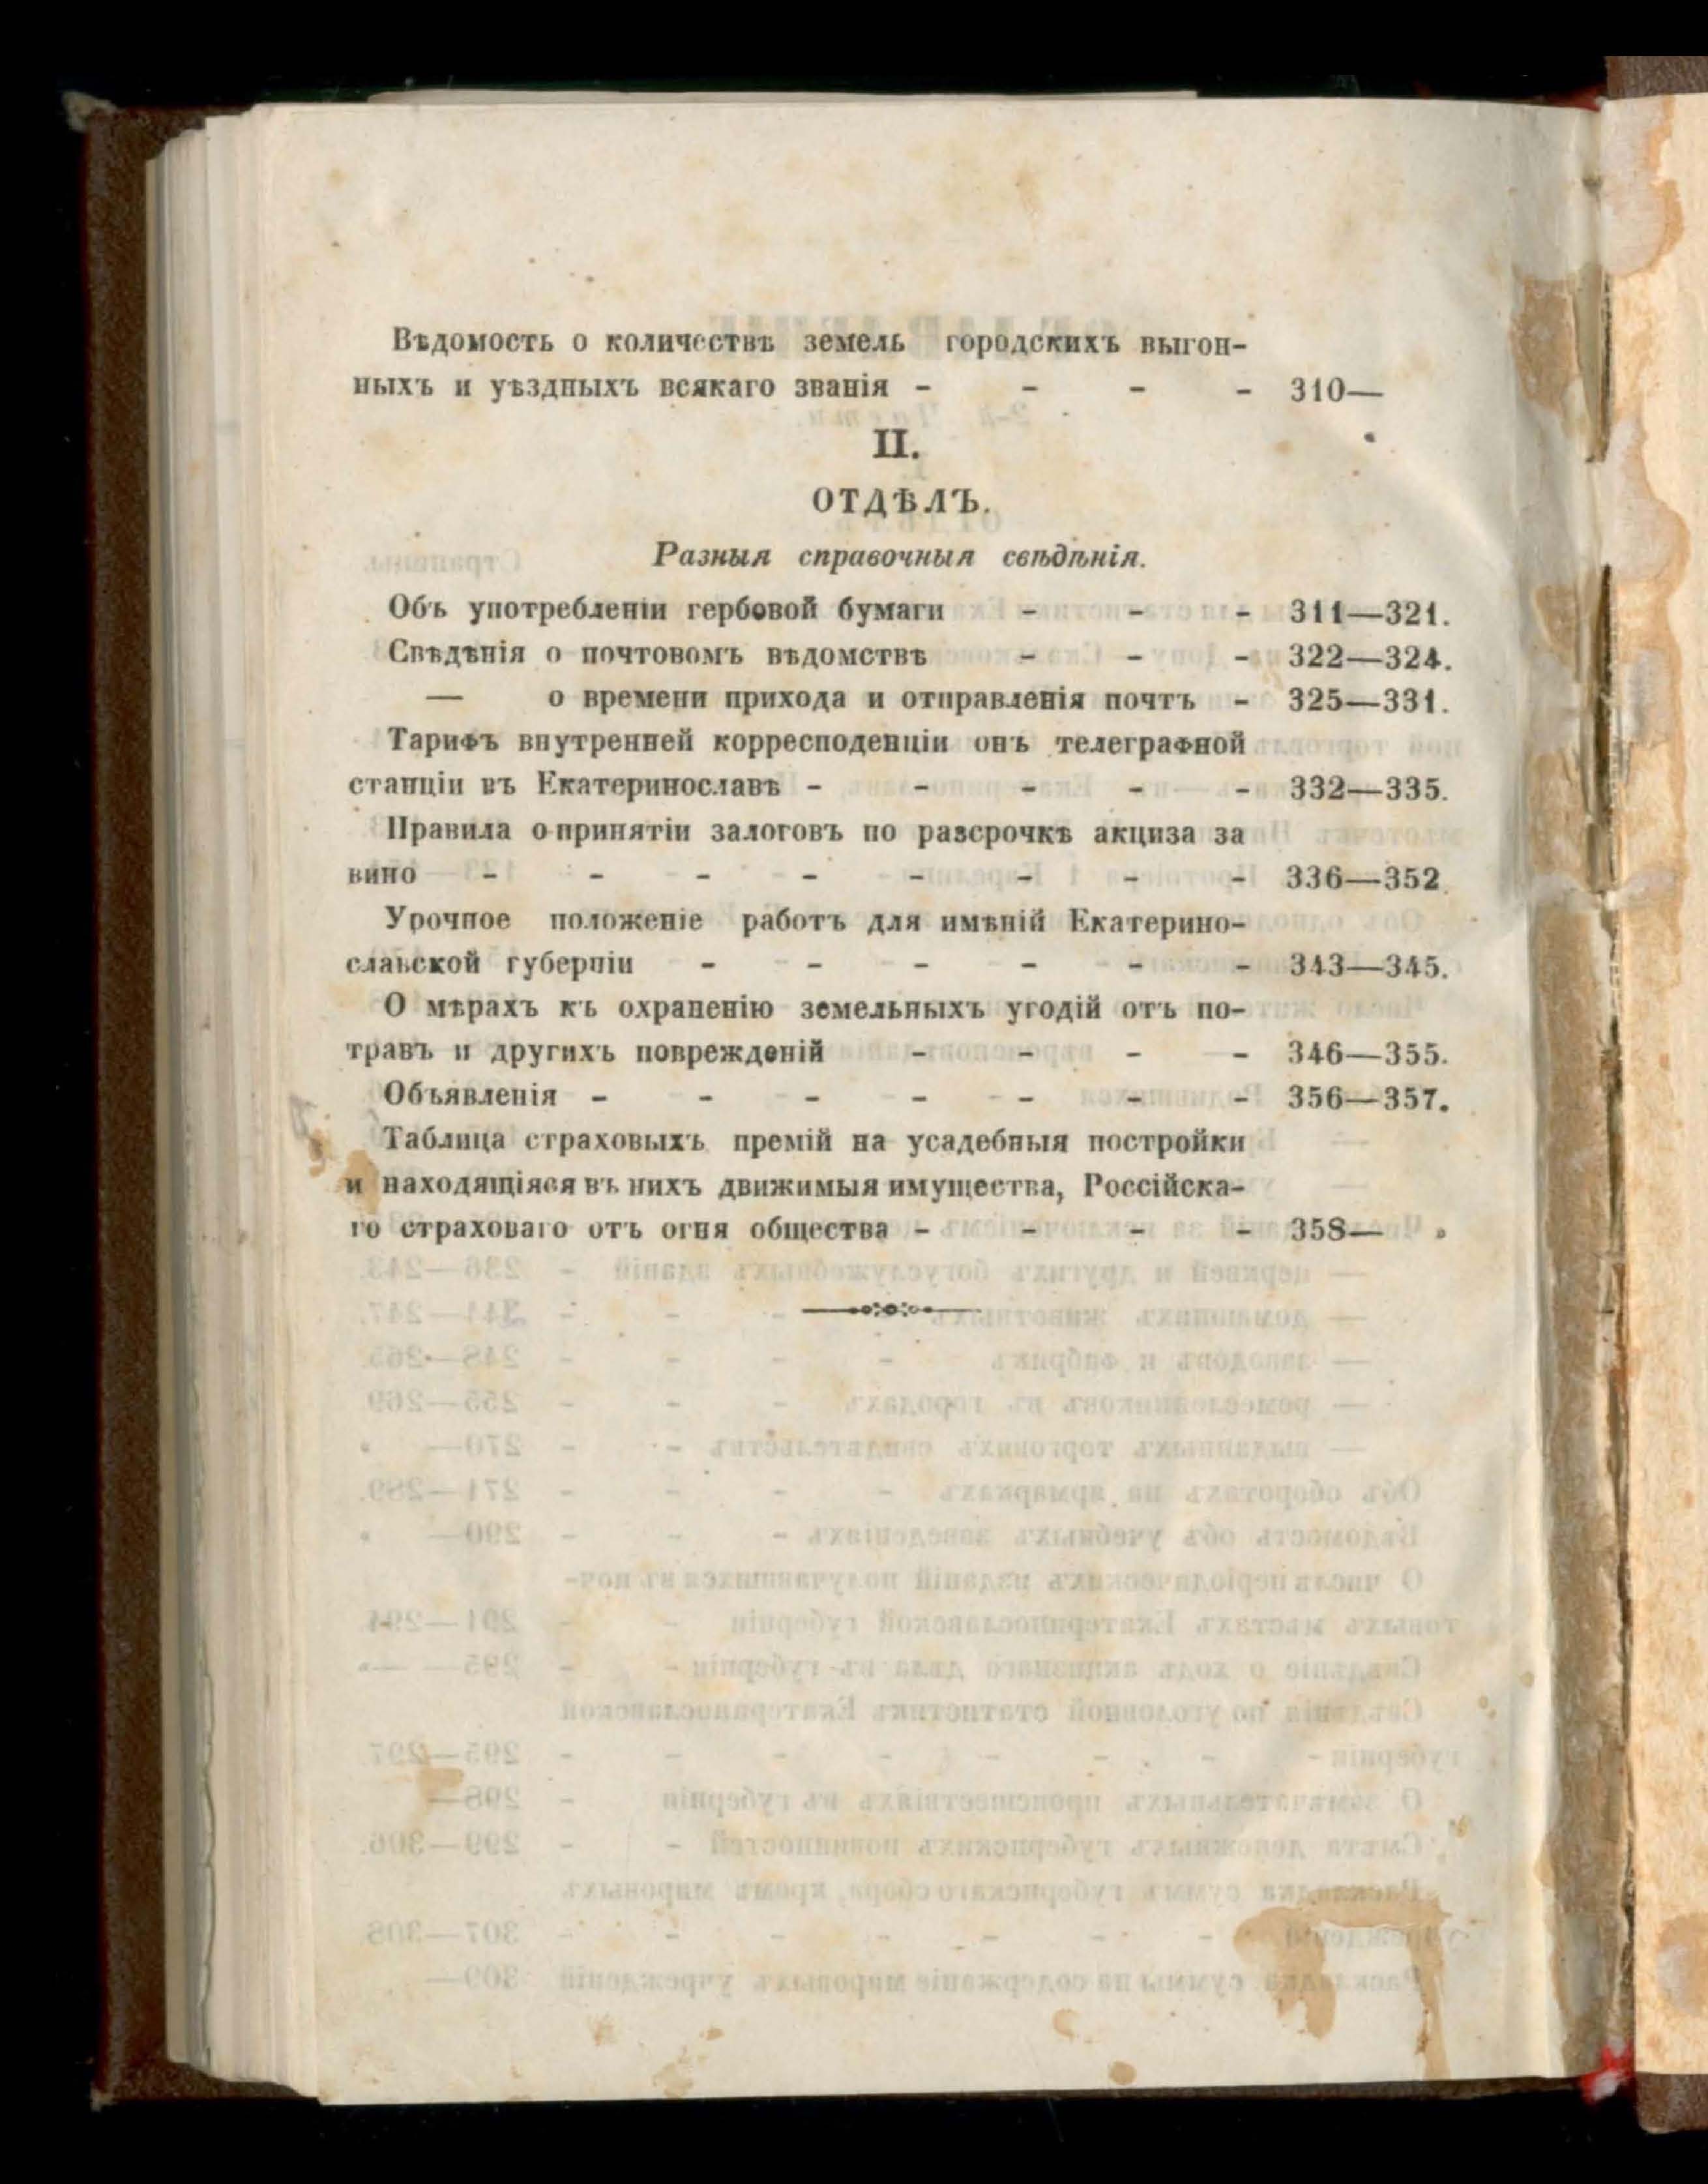 Вѣдомость о количествѣ земель городскихъ выгон-
ныхъ и уѣздныхъ всякаго званія - - - - 310—
II.
ОТДѢЛЪ.
Разныя справочныя свѣдѣнія.
Объ употребленіи гербовой бумаги - - - 311—321.
Свѣдѣнія о почтовомъ вѣдомствѣ - - - 322—324.
— о времени прихода и отправленія почтъ - 325—331.
Тарифъ внутренней корресподенціи онъ телеграфной
станціи въ Екатеринославѣ - - - - - 332—335.
Правила о принятіи залоговъ по разсрочкѣ акциза за
вино - - - - - - - - 336—352.
Урочное положеніе работъ для имѣній Екатерино-
славской губерніи - - - - - - 343—345.
О мѣрахъ къ охраненію земельныхъ угодій отъ по-
травъ и другихъ поврежденій - - - - 346—355.
Объявленія - - - - - - - 356—357.
Таблица страховыхъ премій на усадебныя постройки
и находящіяся въ нихъ движимыя имущества, Россійска-
го страховаго отъ огня общества - - - - 358—